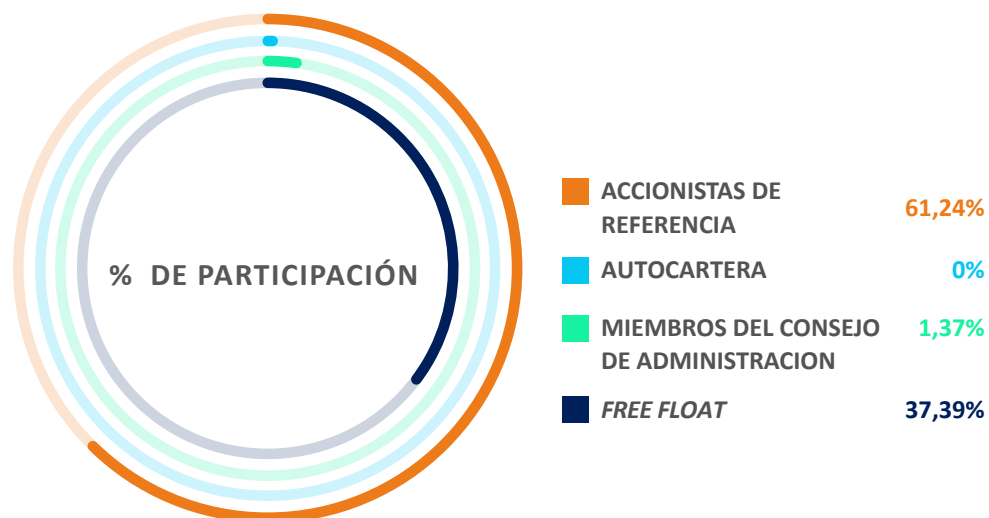 % DE PARTICIPACIÓN
ACCIONISTAS DE
REFERENCIA
61,24%
AUTOCARTERA 0%
MIEMBROS DEL CONSEJO 1,37%
DE ADMINISTRACION
FREE FLOAT 37,39%